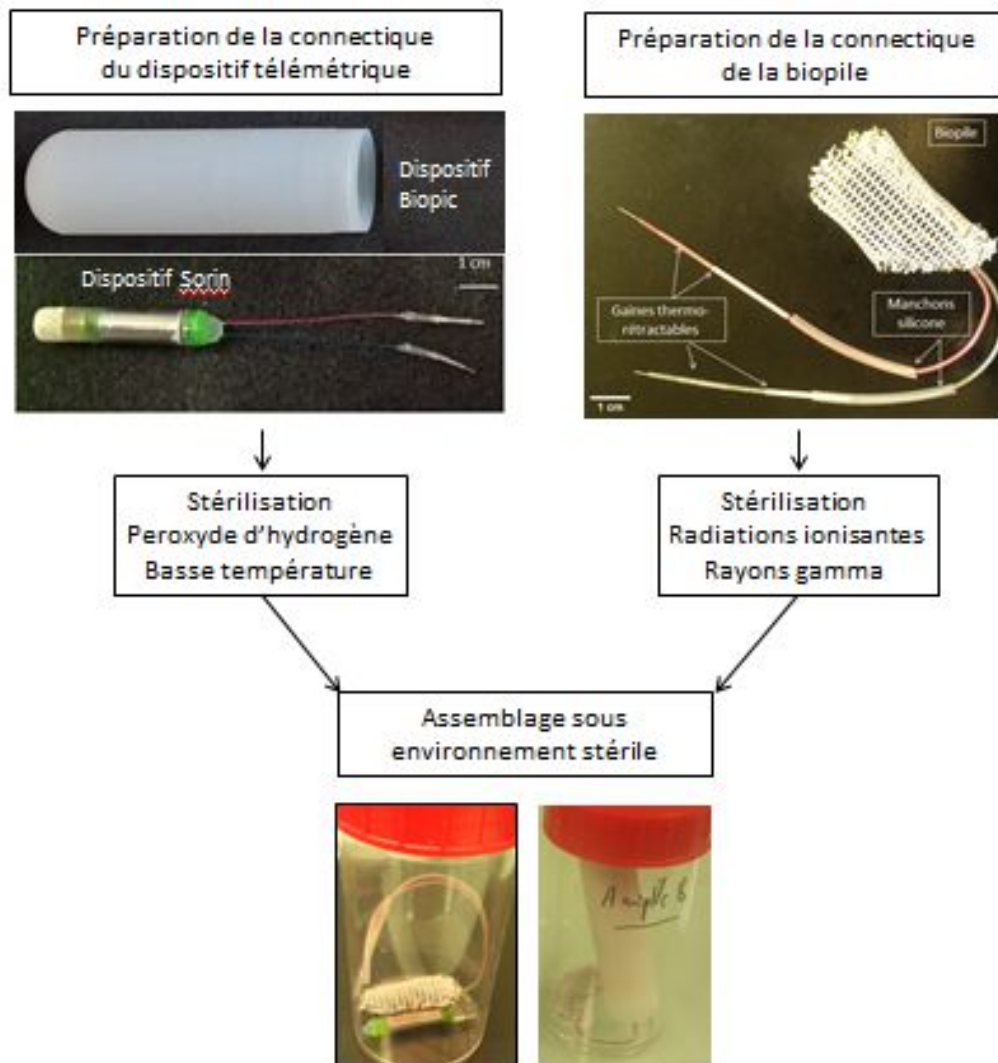 Préparation de la connectique
du dispositif télémétrique
Préparation de la connectique
de la biopile
Dispositif
Biopic
Dispositif Sorin
1 cm
Biopile
Gaines thermo-
rétractables
Manchons
silicone
1 cm
Stérilisation
Peroxyde d'hydrogène
Basse température
Stérilisation
Radiations ionisantes
Rayons gamma
Assemblage sous
environnement stérile